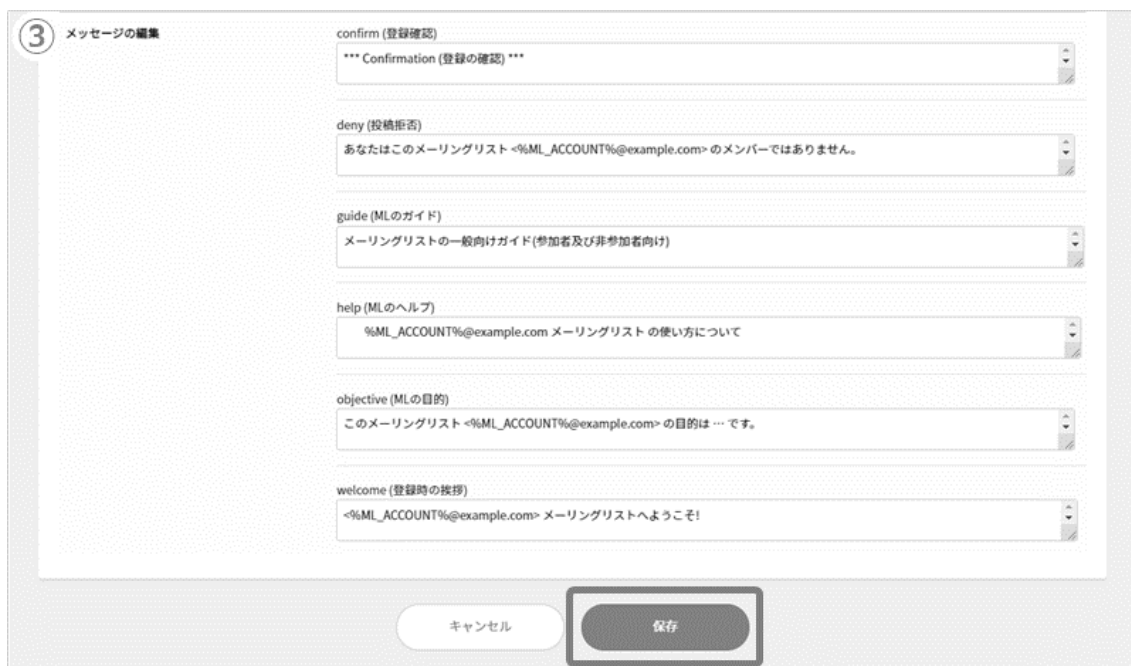 ③ メッセージの編集
confirm (登録確認)
*** Confirmation (登録の確認) ***
deny (投稿拒否)
あなたはこのメーリングリスト <%ML_ACCOUNT%@example.com> のメンバーではありません。
guide (MLのガイド)
メーリングリストの一般向けガイド(参加者及び非参加者向け)
help (MLのヘルプ)
%ML_ACCOUNT%@example.com メーリングリスト の使い方について
objective (MLの目的)
このメーリングリスト <%ML_ACCOUNT%@example.com> の目的は … です。
welcome (登録時の挨拶)
<%ML_ACCOUNT%@example.com> メーリングリストへようこそ!
キャンセル
保存